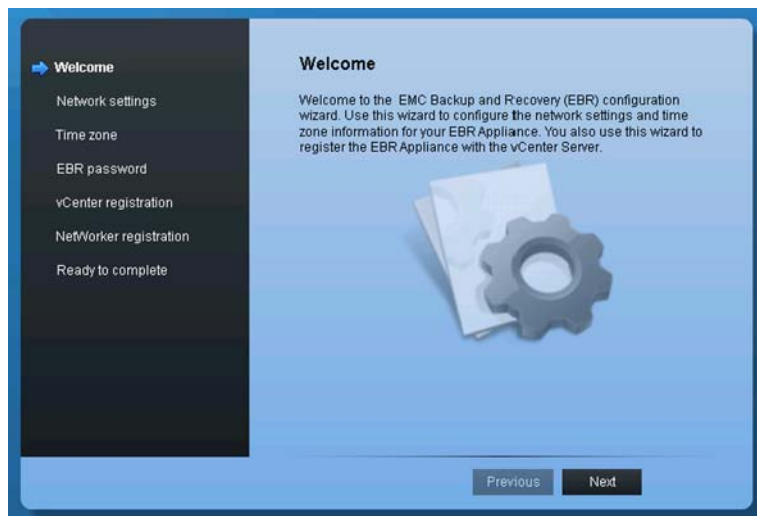 Welcome
Network settings
Time zone
EBR password
vCenter registration
NetWorker registration
Ready to complete
Welcome
Welcome to the EMC Backup and Recovery (EBR) configuration
wizard. Use this wizard to configure the network settings and time
zone information for your EBR Appliance. You also use this wizard to
register the EBR Appliance with the vCenter Server.
Previous
Next